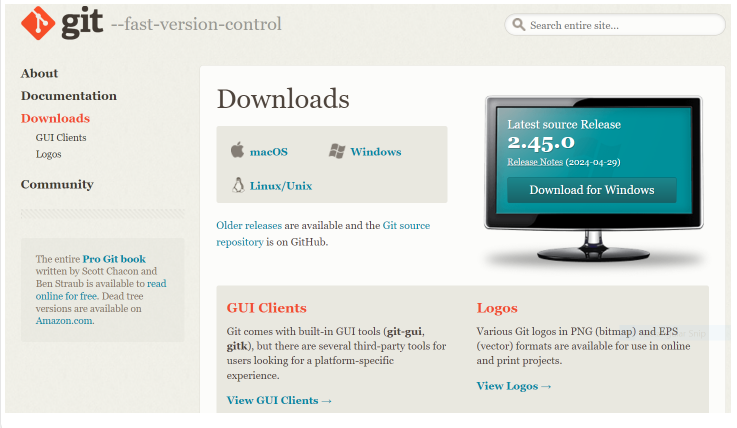 git --fast-version-control
Search entire site...
About
Documentation
Downloads
GUI Clients
Logos
Community
The entire Pro Git book
written by Scott Chacon and
Ben Straub is available to read
online for free. Dead tree
versions are available on
Amazon.com.
Downloads
macOS
Windows
Linux/Unix
Older releases are available and the Git source
repository is on GitHub.
Latest source Release
2.45.0
Release Notes (2024-04-29)
Download for Windows
GUI Clients
Git comes with built-in GUI tools (git-gui,
gitk), but there are several third-party tools for
users looking for a platform-specific
experience.
View GUI Clients →
Logos
Various Git logos in PNG (bitmap) and EPS
(vector) formats are available for use in online
and print projects.
View Logos →